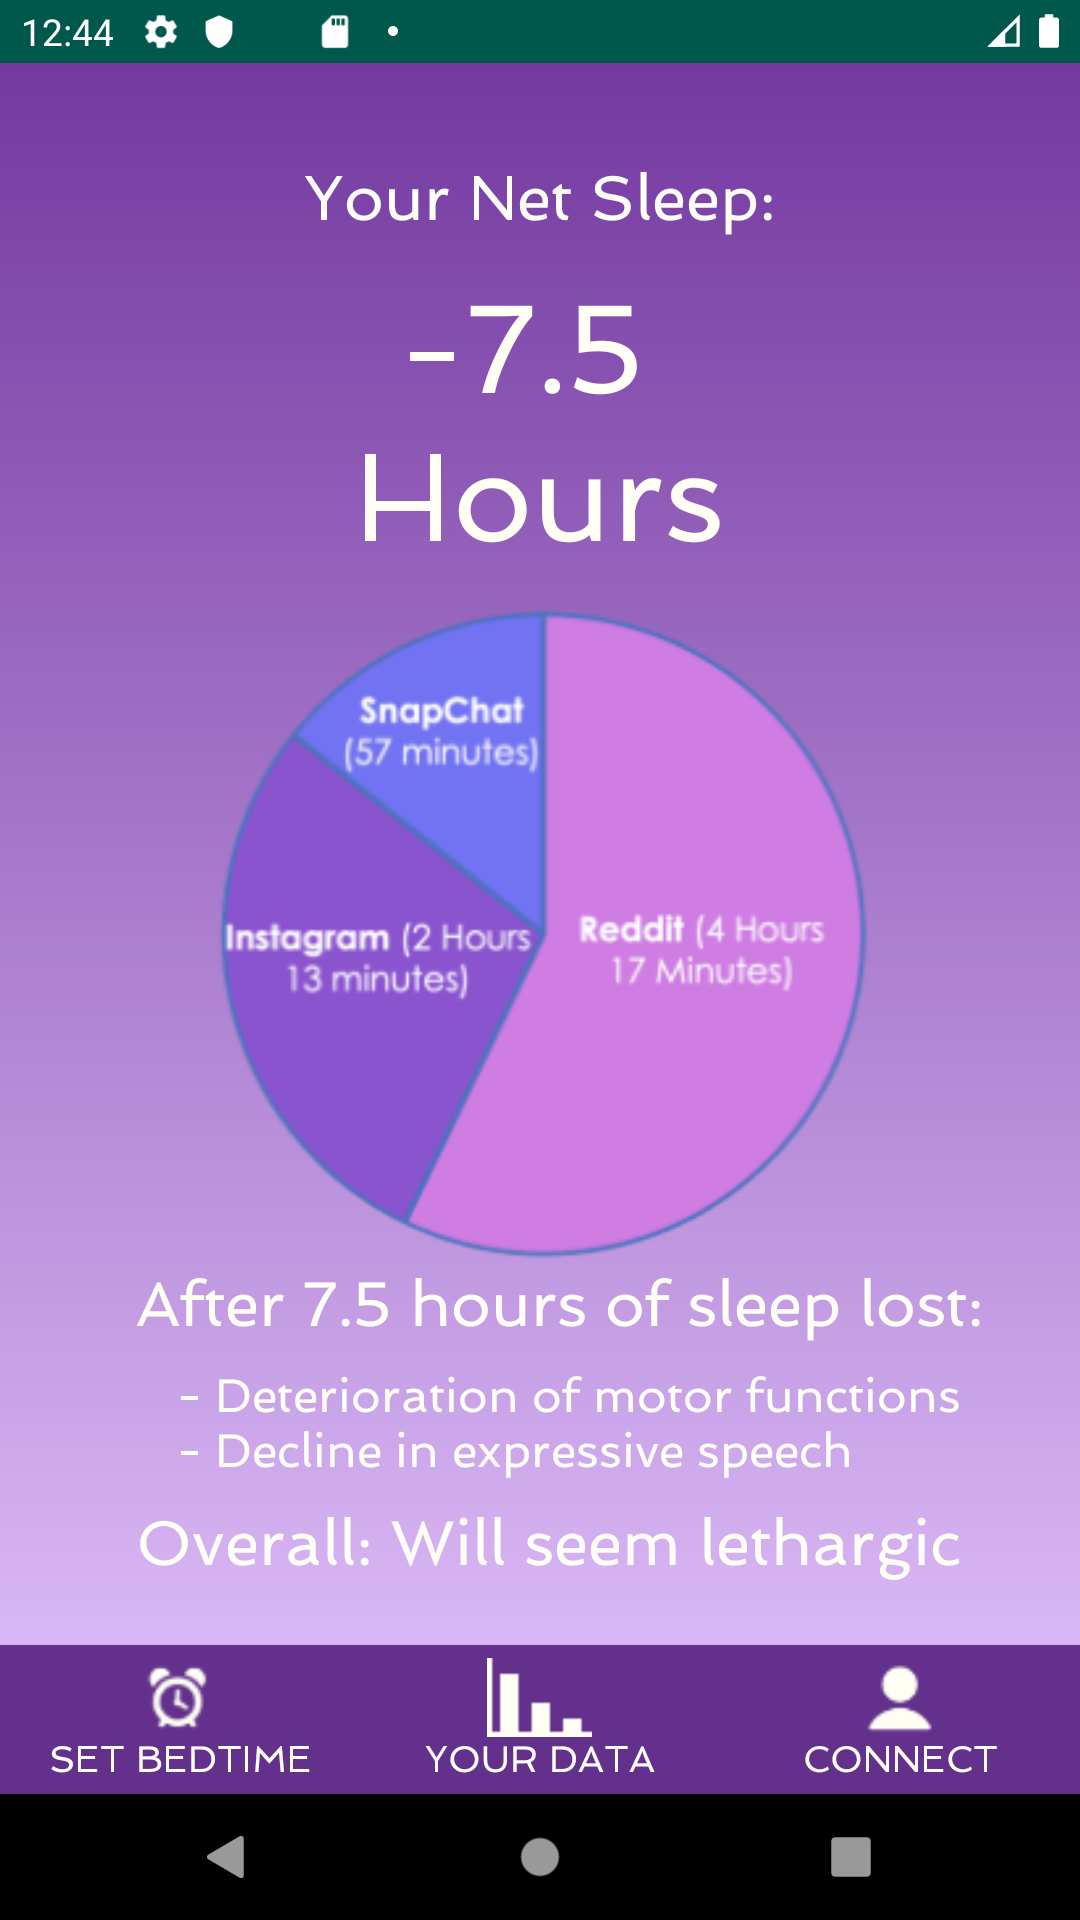 12:44
Your Net Sleep:
-7.5
Hours
SnapChat
(57 minutes)
Instagram (2 Hours
13 minutes)
Reddit (4 Hours
17 Minutes)
After 7.5 hours of sleep lost:
- Deterioration of motor functions
- Decline in expressive speech
Overall: Will seem lethargic
SET BEDTIME
YOUR DATA
CONNECT